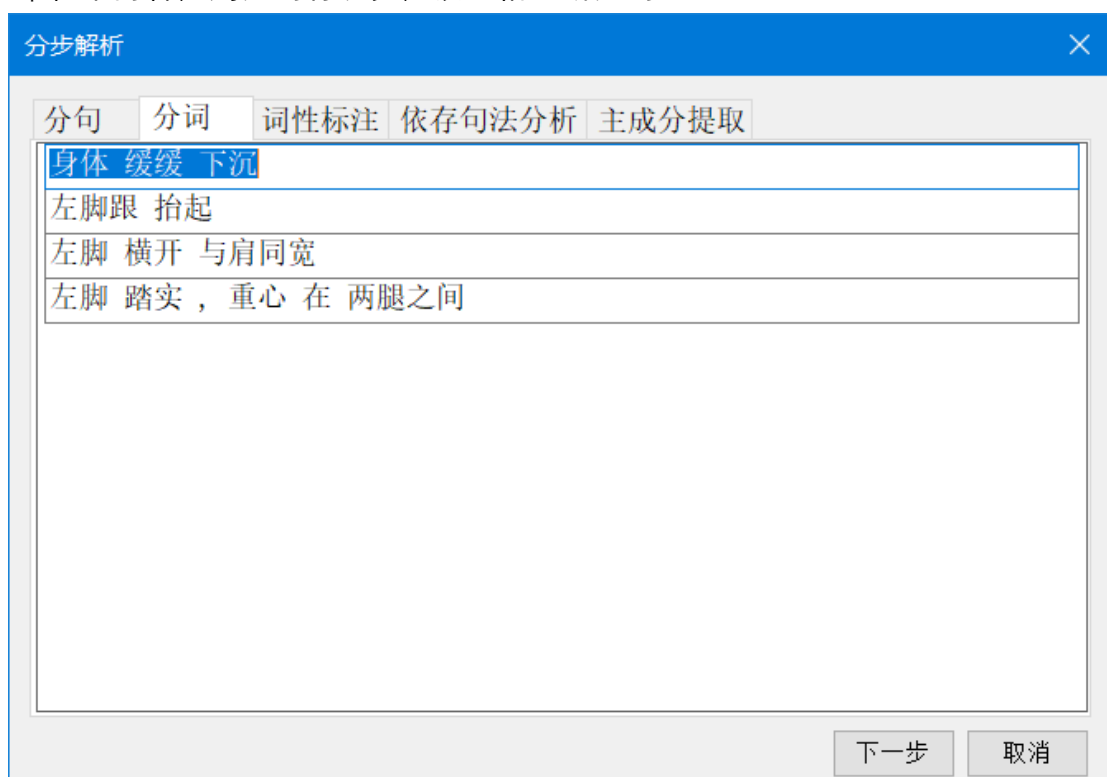 分步解析
分句 分词 词性标注 依存句法分析 主成分提取
身体 缓缓 下沉
左脚跟 抬起
左脚 横开 与肩同宽
左脚 踏实 , 重心 在 两腿之间
下一步 取消